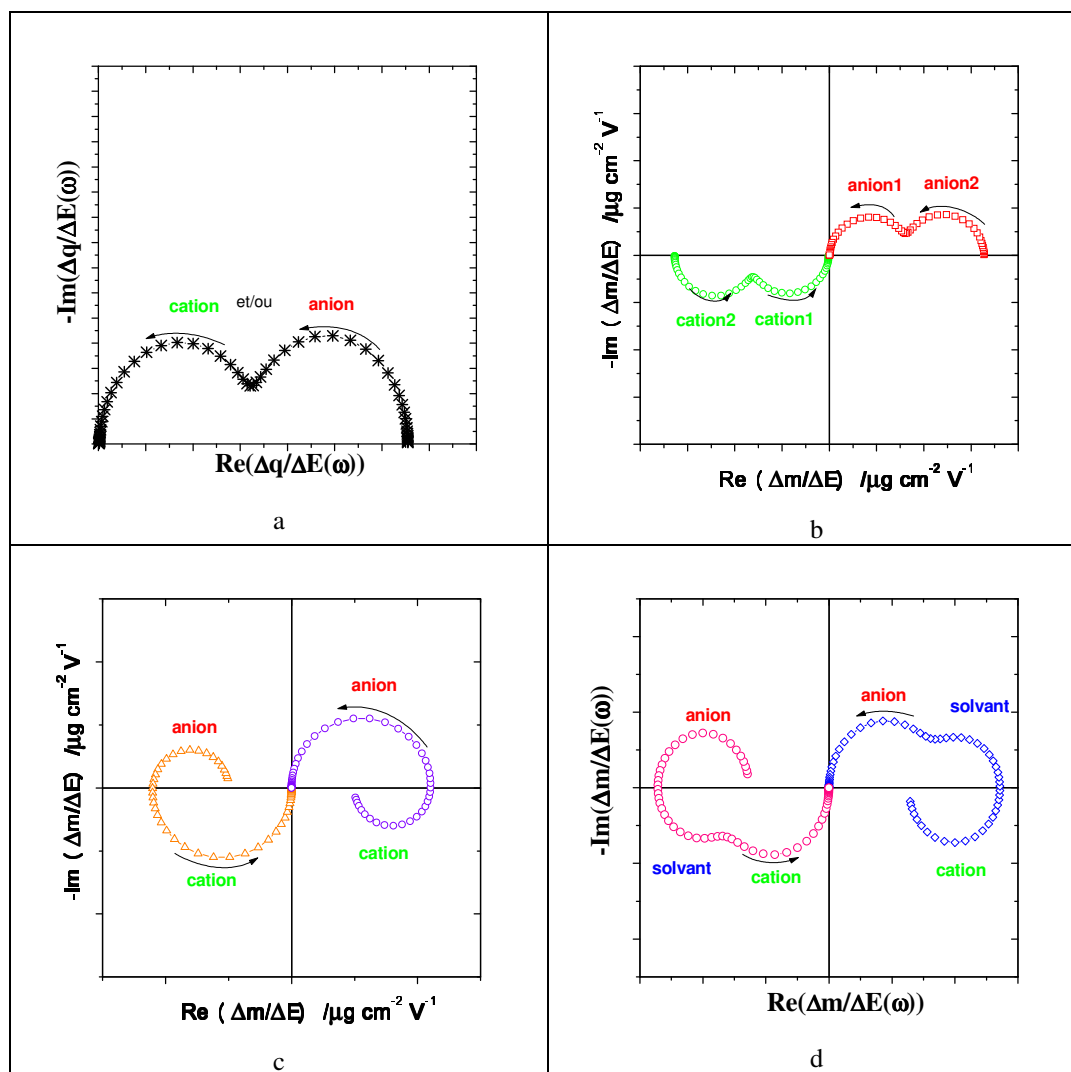 -Im(Δq/ΔE(ω))
cation
et/ou
anion
Re(Δq/ΔE(ω))
a
-Im ( Δm/ΔE) /µg cm⁻² V⁻¹
anion1
anion2
cation2
cation1
Re ( Δm/ΔE) /µg cm⁻² V⁻¹
b
-Im ( Δm/ΔE) /µg cm⁻² V⁻¹
anion
anion
cation
cation
Re ( Δm/ΔE) /µg cm⁻² V⁻¹
c
-Im(Δm/ΔE(ω))
anion
anion
solvant
solvant
cation
cation
Re(Δm/ΔE(ω))
d